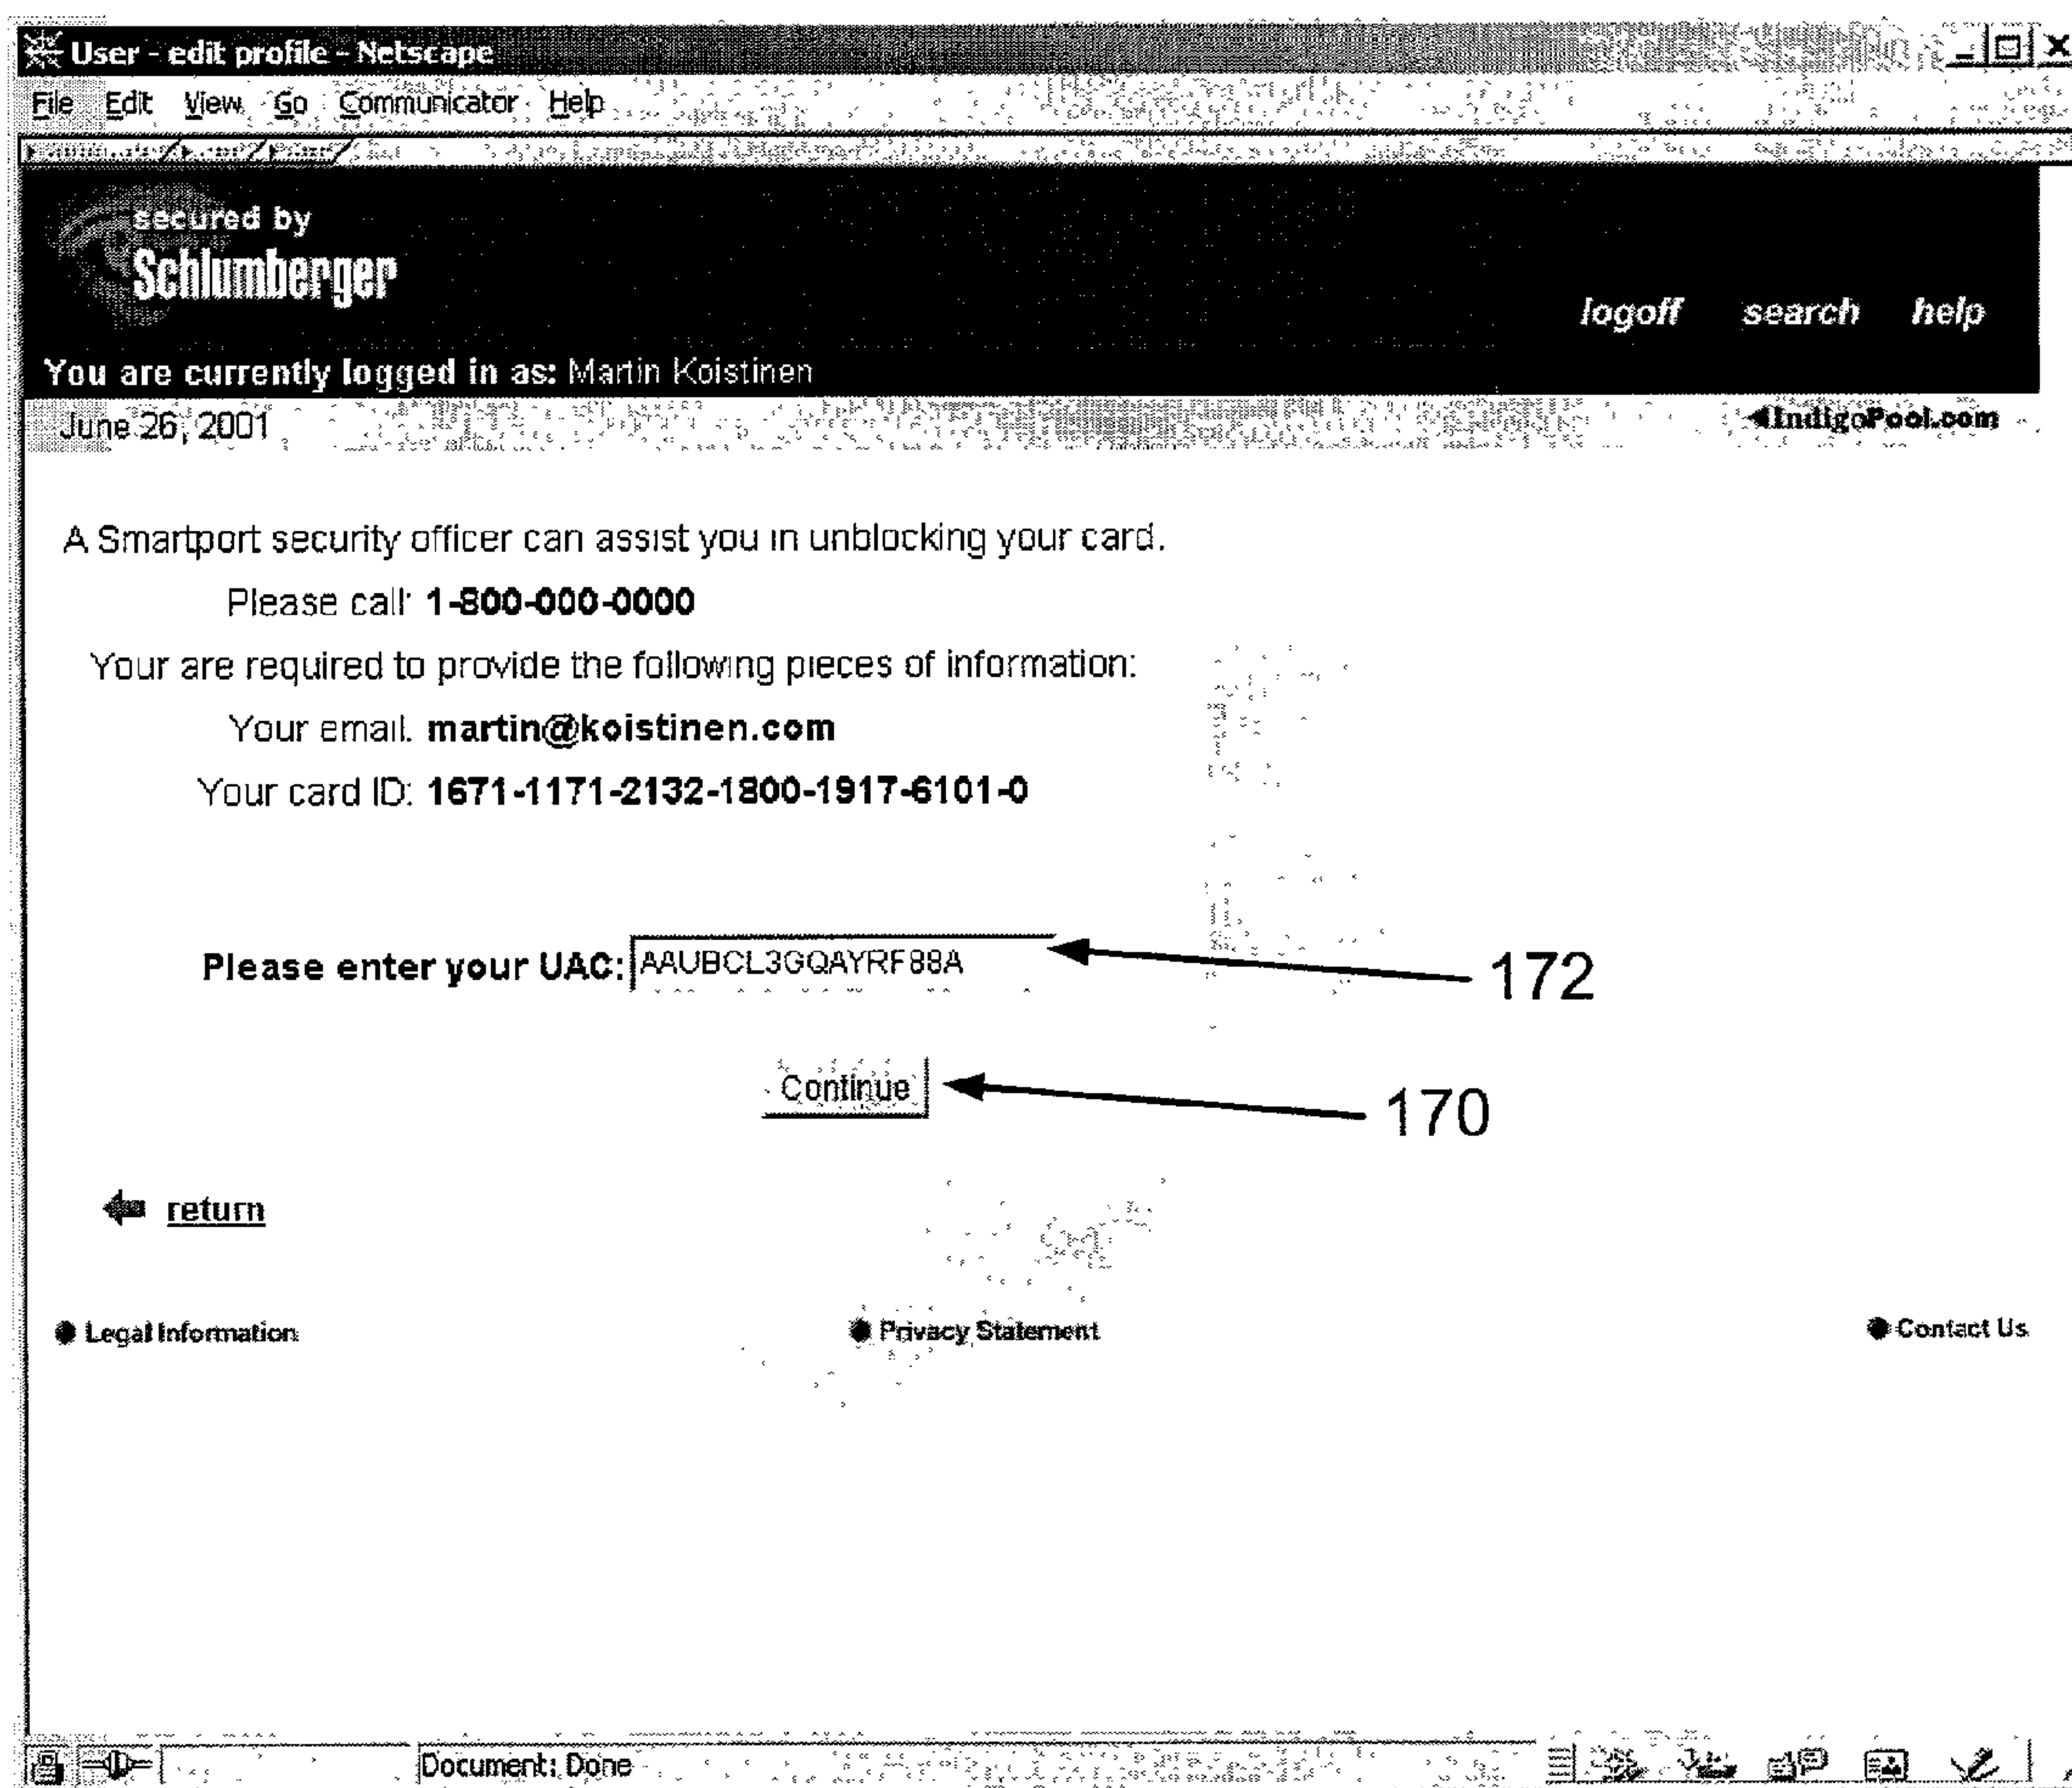 User - edit profile - Netscape
File Edit View Go Communicator Help
secured by
Schlumberger
logoff search help
You are currently logged in as: Martin Koistinen
June 26, 2001
IndigoPool.com
A Smartport security officer can assist you in unblocking your card.
Please call: 1-800-000-0000
Your are required to provide the following pieces of information:
Your email. martin@koistinen.com
Your card ID: 1671-1171-2132-1800-1917-6101-0
Please enter your UAC: AAUBCL3GQAYRF88A
172
Continue
170
return
Legal Information
Privacy Statement
Contact Us
Document: Done